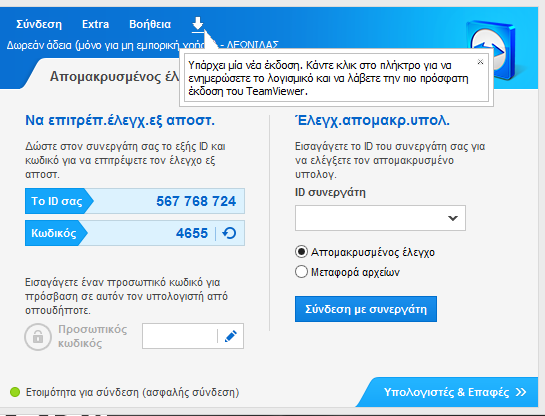 Σύνδεση Extra Βοήθεια
Δωρεάν άδεια (μόνο για μη εμπορική - ΛΕΩΝΙΔΑΣ
Υπάρχει μία νέα έκδοση. Κάντε κλικ στο πλήκτρο για να
ενημερώσετε το λογισμικό και να λάβετε την πιο πρόσφατη
έκδοση του TeamViewer.
Απομακρυσμένος
Να επιτρέπ.έλεγχ.εξ αποστ.
Δώστε στον συνεργάτη σας το εξής ID και
κωδικό για να επιτρέψετε τον έλεγχο εξ
αποστ.
Το ID σας 567 768 724
Κωδικός 4655
Εισαγάγετε έναν προσωπικό κωδικό για
πρόσβαση σε αυτόν τον υπολογιστή από
οπουδήποτε.
Προσωπικός
κωδικός
Έλεγχ.απομακρ.υπολ.
Εισαγάγετε το ID του συνεργάτη σας για
να ελέγξετε τον απομακρυσμένο
υπολογ.
ID συνεργάτη
Απομακρυσμένος έλεγχο
Μεταφορά αρχείων
Σύνδεση με συνεργάτη
Ετοιμότητα για σύνδεση (ασφαλής σύνδεση)
Υπολογιστές & Επαφές >>